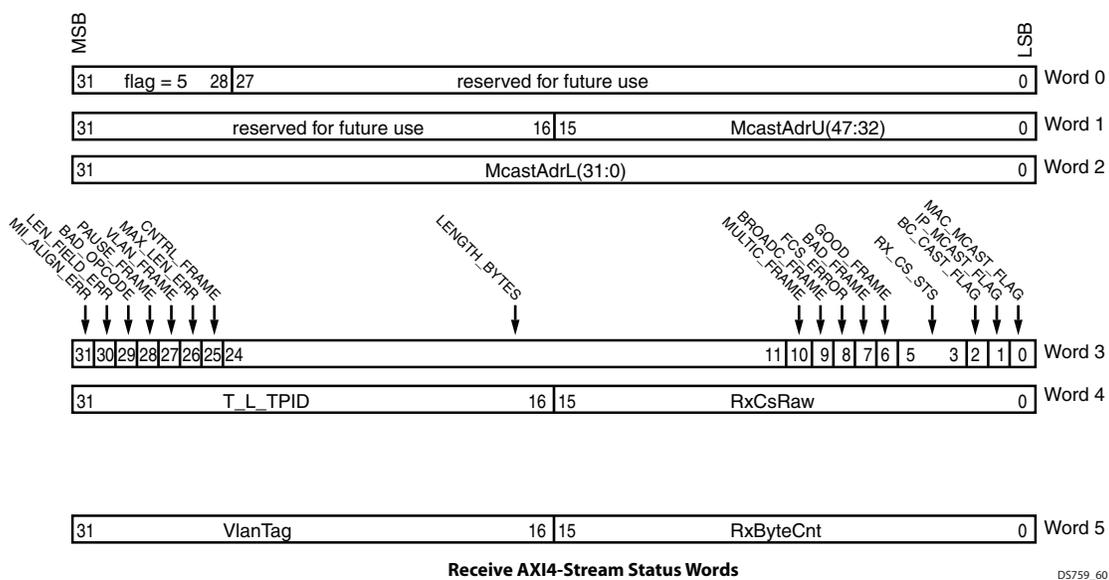 MSB LSB
31 flag = 5 28 27 reserved for future use 0 Word 0
31 reserved for future use 16 15 McastAdrU(47:32) 0 Word 1
31 McastAdrL(31:0) 0 Word 2
MII_ALIGN_ERR LEN_FIELD_ERR BAD_OPCODE PAUSE_FRAME VLAN_FRAME MAX_LEN_ERR CNTRL_FRAME LENGTH_BYTES MULTIC_FRAME BROADC_FRAME FCS_ERROR BAD_FRAME GOOD_FRAME RX_CS_STS BC_CAST_FLAG IP_MCAST_FLAG MAC_MCAST_FLAG
31 30 29 28 27 26 25 24 11 10 9 8 7 6 5 3 2 1 0 Word 3
31 T_L_TPID 16 15 RxCsRaw 0 Word 4
31 VlanTag 16 15 RxByteCnt 0 Word 5
Receive AXI4-Stream Status Words
DS759_60